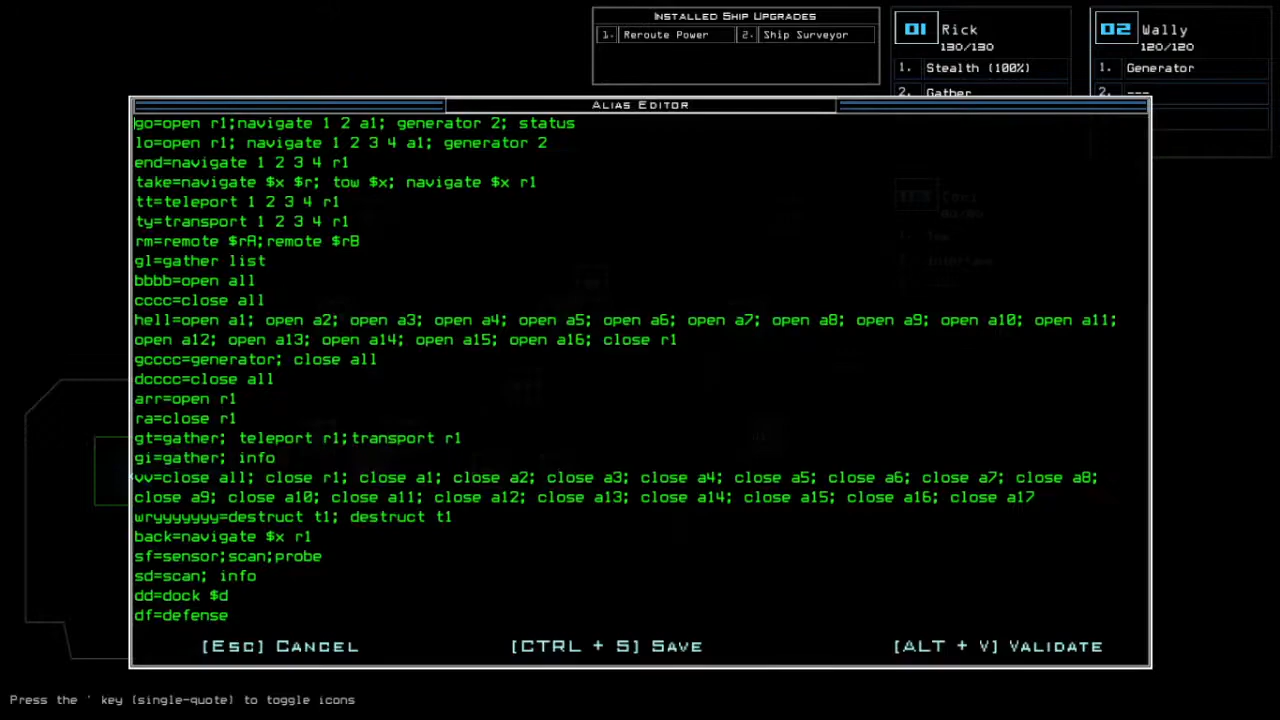 Installed Ship Upgrades
1. Reroute Power 2. Ship Surveyor
01 Rick
130/130
1. Stealth (100%)
2. Gather
02 Wally
120/120
1. Generator
2. ---
Alias Editor
go=open r1;navigate 1 2 a1; generator 2; status
lo=open r1; navigate 1 2 3 4 a1; generator 2
end=navigate 1 2 3 4 r1
take=navigate $x $r; tow $x; navigate $x r1
tt=teleport 1 2 3 4 r1
ty=transport 1 2 3 4 r1
rm=remote $rA;remote $rB
gl=gather list
bbbb=open all
cccc=close all
hell=open a1; open a2; open a3; open a4; open a5; open a6; open a7; open a8; open a9; open a10; open a11;
open a12; open a13; open a14; open a15; open a16; close r1
gcccc=generator; close all
dcccc=close all
arr=open r1
ra=close r1
gt=gather; teleport r1;transport r1
gi=gather; info
vv=close all; close r1; close a1; close a2; close a3; close a4; close a5; close a6; close a7; close a8;
close a9; close a10; close a11; close a12; close a13; close a14; close a15; close a16; close a17
wryyyyyyy=destruct t1; destruct t1
back=navigate $x r1
sf=sensor;scan;probe
sd=scan; info
dd=dock $d
df=defense
[Esc] Cancel [CTRL + S] Save [ALT + V] Validate
Press the ' key (single-quote) to toggle icons